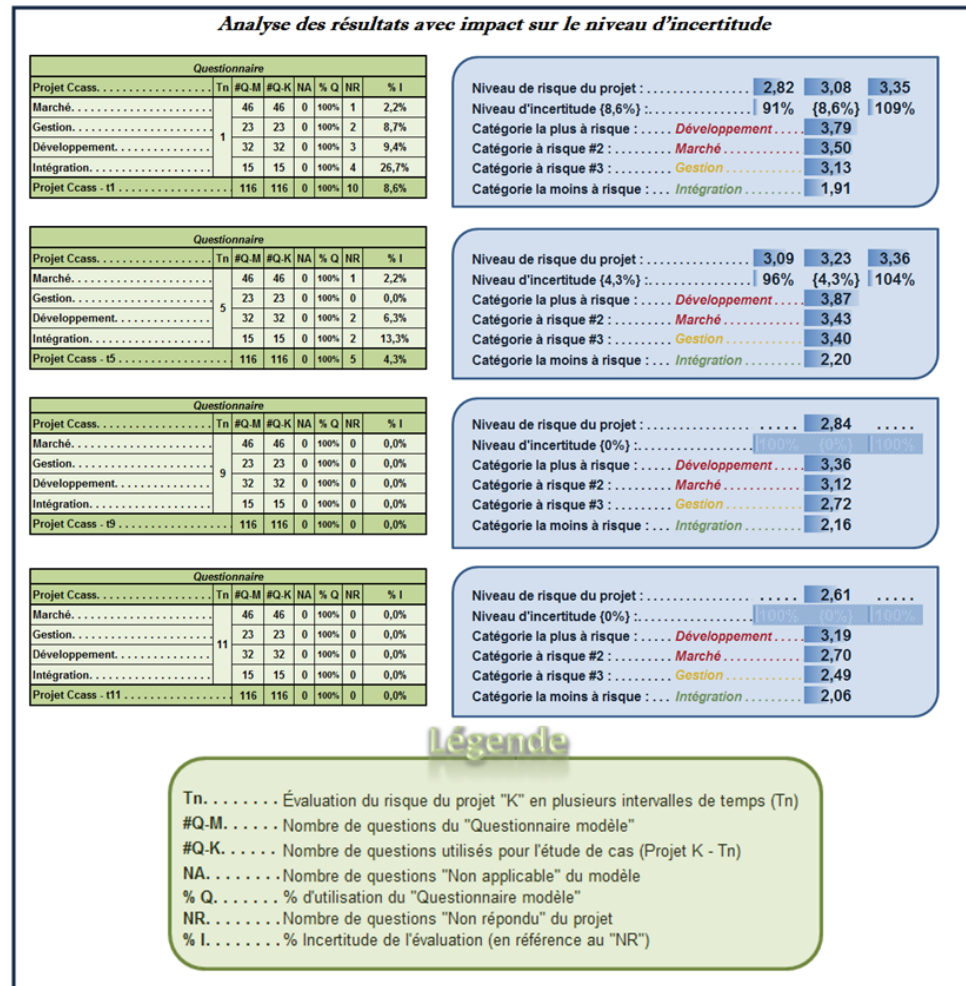 Analyse des résultats avec impact sur le niveau d'incertitude
Questionnaire
Projet Ccass. . . . . . . . . . . . . . . . . . Tn #Q-M #Q-K NA % Q NR % I
Marché. . . . . . . . . . . . . . . . . . 46 46 0 100% 1 2,2%
Gestion. . . . . . . . . . . . . . . . . . 23 23 0 100% 2 8,7%
1
Développement. . . . . . . . . . . . . 32 32 0 100% 3 9,4%
Intégration. . . . . . . . . . . . . . . . 15 15 0 100% 4 26,7%
Projet Ccass - t1 . . . . . . . . . . . . . . . . . 116 116 0 100% 10 8,6%
Niveau de risque du projet : . . . . . . . . . . . . . . . 2,82 3,08 3,35
Niveau d'incertitude {8,6%} :. . . . . . . . . . . . . . . 91% {8,6%} 109%
Catégorie la plus à risque : . . . . . Développement . . . . . 3,79
Catégorie à risque #2 : . . . . . . . . . Marché . . . . . . . . . . . . . 3,50
Catégorie à risque #3 : . . . . . . . . . Gestion . . . . . . . . . . . . 3,13
Catégorie la moins à risque : . . . Intégration . . . . . . . . . . 1,91
Questionnaire
Projet Ccass. . . . . . . . . . . . . . . . . . Tn #Q-M #Q-K NA % Q NR % I
Marché. . . . . . . . . . . . . . . . . . 46 46 0 100% 1 2,2%
Gestion. . . . . . . . . . . . . . . . . . 23 23 0 100% 0 0,0%
5
Développement. . . . . . . . . . . . . 32 32 0 100% 2 6,3%
Intégration. . . . . . . . . . . . . . . . 15 15 0 100% 2 13,3%
Projet Ccass - t5 . . . . . . . . . . . . . . . . . 116 116 0 100% 5 4,3%
Niveau de risque du projet : . . . . . . . . . . . . . . . 3,09 3,23 3,36
Niveau d'incertitude {4,3%} :. . . . . . . . . . . . . . . 96% {4,3%} 104%
Catégorie la plus à risque : . . . . . Développement . . . . . 3,87
Catégorie à risque #2 : . . . . . . . . . Marché . . . . . . . . . . . . . 3,43
Catégorie à risque #3 : . . . . . . . . . Gestion . . . . . . . . . . . . 3,40
Catégorie la moins à risque : . . . Intégration . . . . . . . . . . 2,20
Questionnaire
Projet Ccass. . . . . . . . . . . . . . . . . . Tn #Q-M #Q-K NA % Q NR % I
Marché. . . . . . . . . . . . . . . . . . 46 46 0 100% 0 0,0%
Gestion. . . . . . . . . . . . . . . . . . 23 23 0 100% 0 0,0%
9
Développement. . . . . . . . . . . . . 32 32 0 100% 0 0,0%
Intégration. . . . . . . . . . . . . . . . 15 15 0 100% 0 0,0%
Projet Ccass - t9 . . . . . . . . . . . . . . . . . 116 116 0 100% 0 0,0%
Niveau de risque du projet : . . . . . . . . . . . . . . . . . . . . 2,84 . . . . .
Niveau d'incertitude {0%} :. . . . . . . . . . . . . . . . 100% {0%} 100%
Catégorie la plus à risque : . . . . . Développement . . . . . 3,36
Catégorie à risque #2 : . . . . . . . . . Marché . . . . . . . . . . . . . 3,12
Catégorie à risque #3 : . . . . . . . . . Gestion . . . . . . . . . . . . 2,72
Catégorie la moins à risque : . . . Intégration . . . . . . . . . . 2,16
Questionnaire
Projet Ccass. . . . . . . . . . . . . . . . . . Tn #Q-M #Q-K NA % Q NR % I
Marché. . . . . . . . . . . . . . . . . . 46 46 0 100% 0 0,0%
Gestion. . . . . . . . . . . . . . . . . . 23 23 0 100% 0 0,0%
11
Développement. . . . . . . . . . . . . 32 32 0 100% 0 0,0%
Intégration. . . . . . . . . . . . . . . . 15 15 0 100% 0 0,0%
Projet Ccass - t11 . . . . . . . . . . . . . . . . 116 116 0 100% 0 0,0%
Niveau de risque du projet : . . . . . . . . . . . . . . . . . . . . 2,61 . . . . .
Niveau d'incertitude {0%} :. . . . . . . . . . . . . . . . 100% {0%} 100%
Catégorie la plus à risque : . . . . . Développement . . . . . 3,19
Catégorie à risque #2 : . . . . . . . . . Marché . . . . . . . . . . . . . 2,70
Catégorie à risque #3 : . . . . . . . . . Gestion . . . . . . . . . . . . 2,49
Catégorie la moins à risque : . . . Intégration . . . . . . . . . . 2,06
Légende
Tn. . . . . . . . Évaluation du risque du projet "K" en plusieurs intervalles de temps (Tn)
#Q-M. . . . . . Nombre de questions du "Questionnaire modèle"
#Q-K. . . . . . Nombre de questions utilisés pour l'étude de cas (Projet K - Tn)
NA. . . . . . . . Nombre de questions "Non applicable" du modèle
% Q. . . . . . . % d'utilisation du "Questionnaire modèle"
NR. . . . . . . . Nombre de questions "Non répondu" du projet
% I. . . . . . . . % Incertitude de l'évaluation (en référence au "NR")